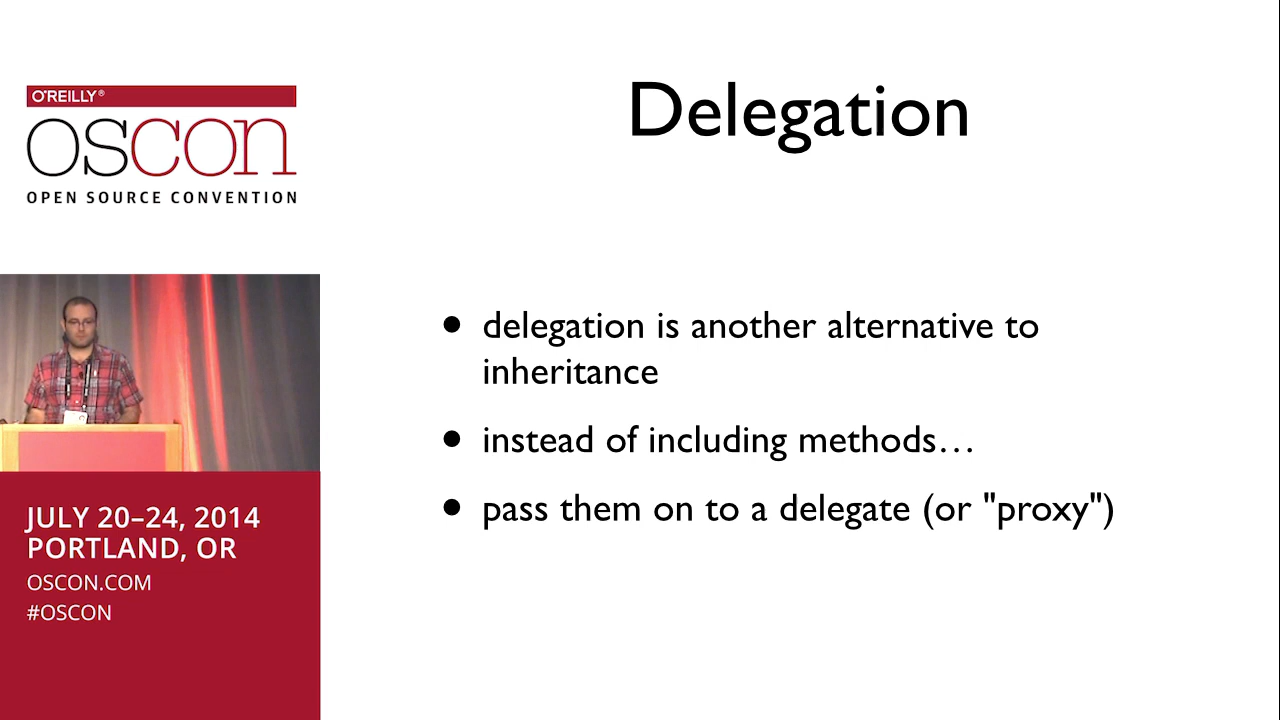 O'REILLY®
OSCON
OPEN SOURCE CONVENTION
JULY 20–24, 2014
PORTLAND, OR
OSCON.COM
#OSCON
Delegation
• delegation is another alternative to
inheritance
• instead of including methods…
• pass them on to a delegate (or "proxy")